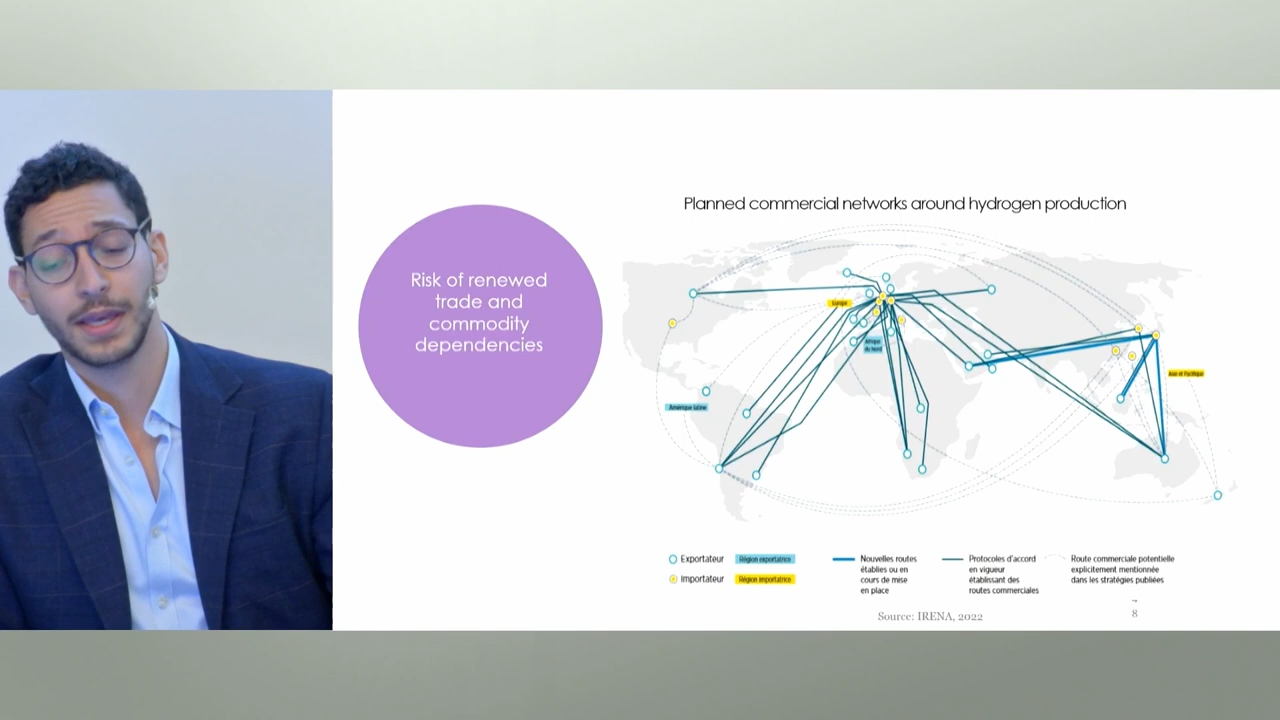 Planned commercial networks around hydrogen production
Risk of renewed
trade and
commodity
dependencies
Europe
Afrique
du Nord
Amérique latine
Asie et Pacifique
Exportateur
Région exportatrice
Importateur
Région importatrice
Nouvelles routes
établies ou en
cours de mise
en place
Protocoles d'accord
en vigueur
établissant des
routes commerciales
Route commerciale potentielle
explicitement mentionnée
dans les stratégies publiées
Source: IRENA, 2022
8